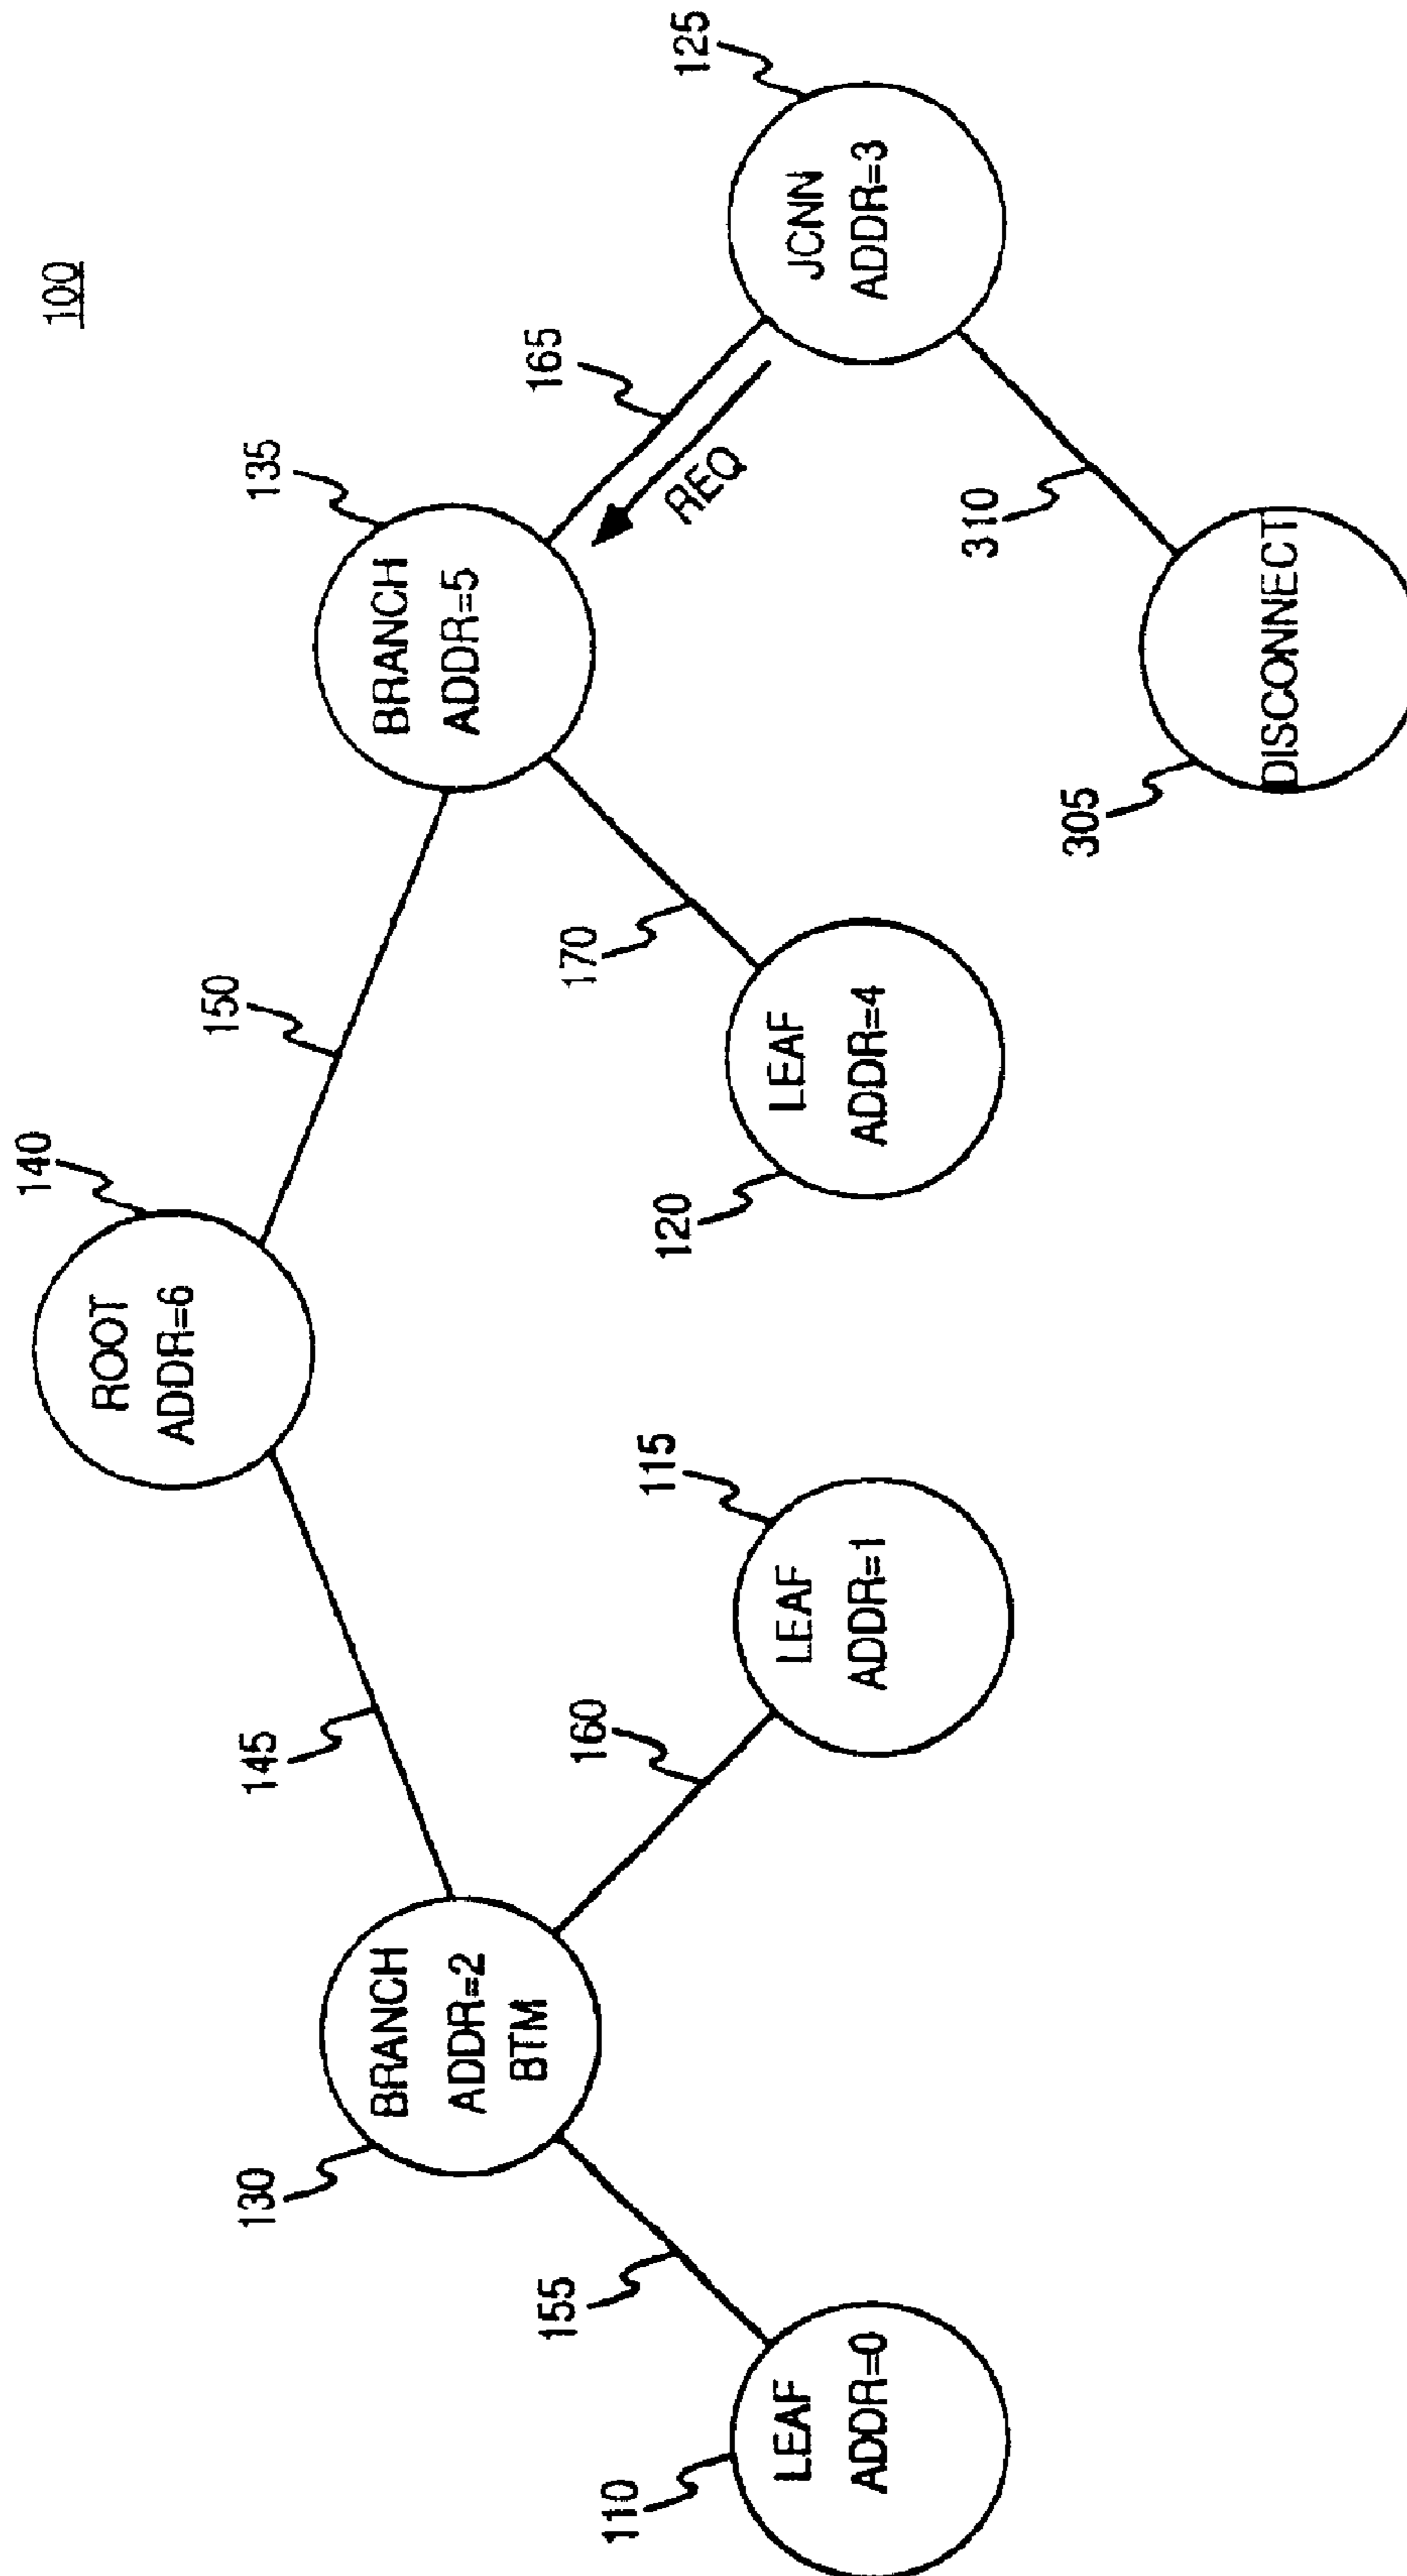 100
140
ROOT
ADDR=6
145
150
130
BRANCH
ADDR=2
BTM
135
BRANCH
ADDR=5
155
160
170
165
REQ
110
LEAF
ADDR=0
115
LEAF
ADDR=1
120
LEAF
ADDR=4
125
JCNN
ADDR=3
310
305
DISCONNECT